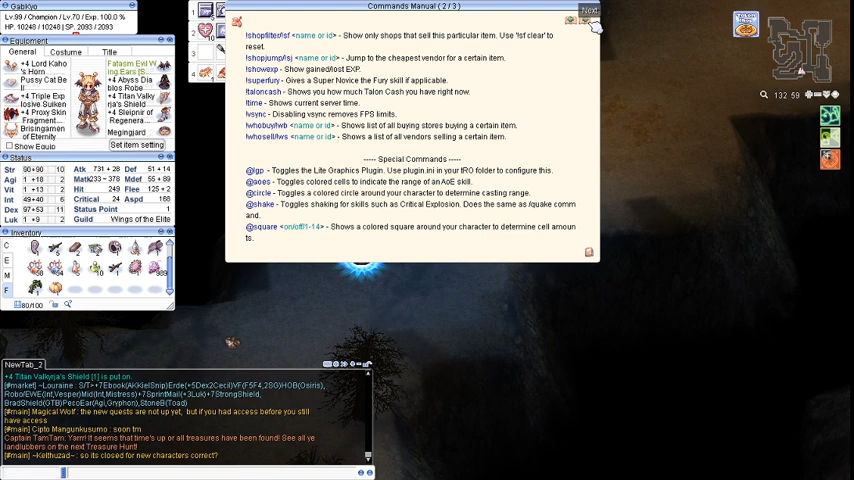 GabKyo
Lv.99 / Champion / Lv.70 / Exp. 100.0 %
HP. 10248 / 10248 | SP. 2093 / 2093
Equipment
General Costume Title
+4 Lord Kaho's Horn
Pussy Cat Bell
+4 Triple Explosive Suiken
+4 Proxy Skin Fragment
Brisingamen of Eternity
Fatasm Evil Wing Ears
+4 Abyss Diablos Robe
+4 Titan Valkyrja's Shield
+4 Sleipnir of Regenera
Megingjard
Show Equip
Set item setting
Status
Str 90+90 10 Atk 731 + 28 Def 51 + 14
Agi 1 +18 2 Matk 233 ~ 378 Mdef 55 + 89
Vit 1 +13 2 Hit 249 Flee 125 + 2
Int 49+40 6 Critical 24 Aspd 168
Dex 97+53 11 Status Point 1
Luk 1 + 9 2 Guild Wings of the Elite
Inventory
80/100
Commands Manual ( 2 / 3 )
Next
!shopfilter/!sf <name or id> - Show only shops that sell this particular item. Use '!sf clear' to
reset.
!shopjump/!sj <name or id> - Jump to the cheapest vendor for a certain item.
!showexp - Show gained/lost EXP.
!superfury - Gives a Super Novice the Fury skill if applicable.
!taloncash - Shows you how much Talon Cash you have right now.
!time - Shows current server time.
!vsync - Disabling vsync removes FPS limits.
!whobuy/!wb <name or id> - Shows list of all buying stores buying a certain item.
!whosell/!ws <name or id> - Shows a list of all vendors selling a certain item.
----- Special Commands -----
@lgp - Toggles the Lite Graphics Plugin. Use plugin.ini in your tRO folder to configure this.
@aoes - Toggles colored cells to indicate the range of an AoE skill.
@circle - Toggles a colored circle around your character to determine casting range.
@shake - Toggles shaking for skills such as Critical Explosion. Does the same as /quake comm
and.
@square <on/off/1-14> - Shows a colored square around your character to determine cell amoun
ts.
132 59
NewTab_2
+4 Titan Valkyrja's Shield [1] is put on.
[#market] ~Louraine : S/T>+7Ebook(AKKielSnip)Erde(+5Dex2Cecil)VF(F5F4,2SO)HOB(Osiris),
Robo/EWE(Int,Vesper)Mid(Int,Mistress)+7SprintMail(+3Luk)+7StrongShield,
BradShield(GTB)PecoEar(Agi,Gryphon),StoneB(Toad)
[#main] Magical Wolf : the new quests are not up yet, but if you had access before you still
have access
[#main] Cipto Mangunkusumo : soon tm
Captain TamTam: Yarrr! It seems that time's up or all treasures have been found! See all ye
landlubbers on the next Treasure Hunt!
[#main] ~Kelthuzad~ : so its closed for new characters correct?